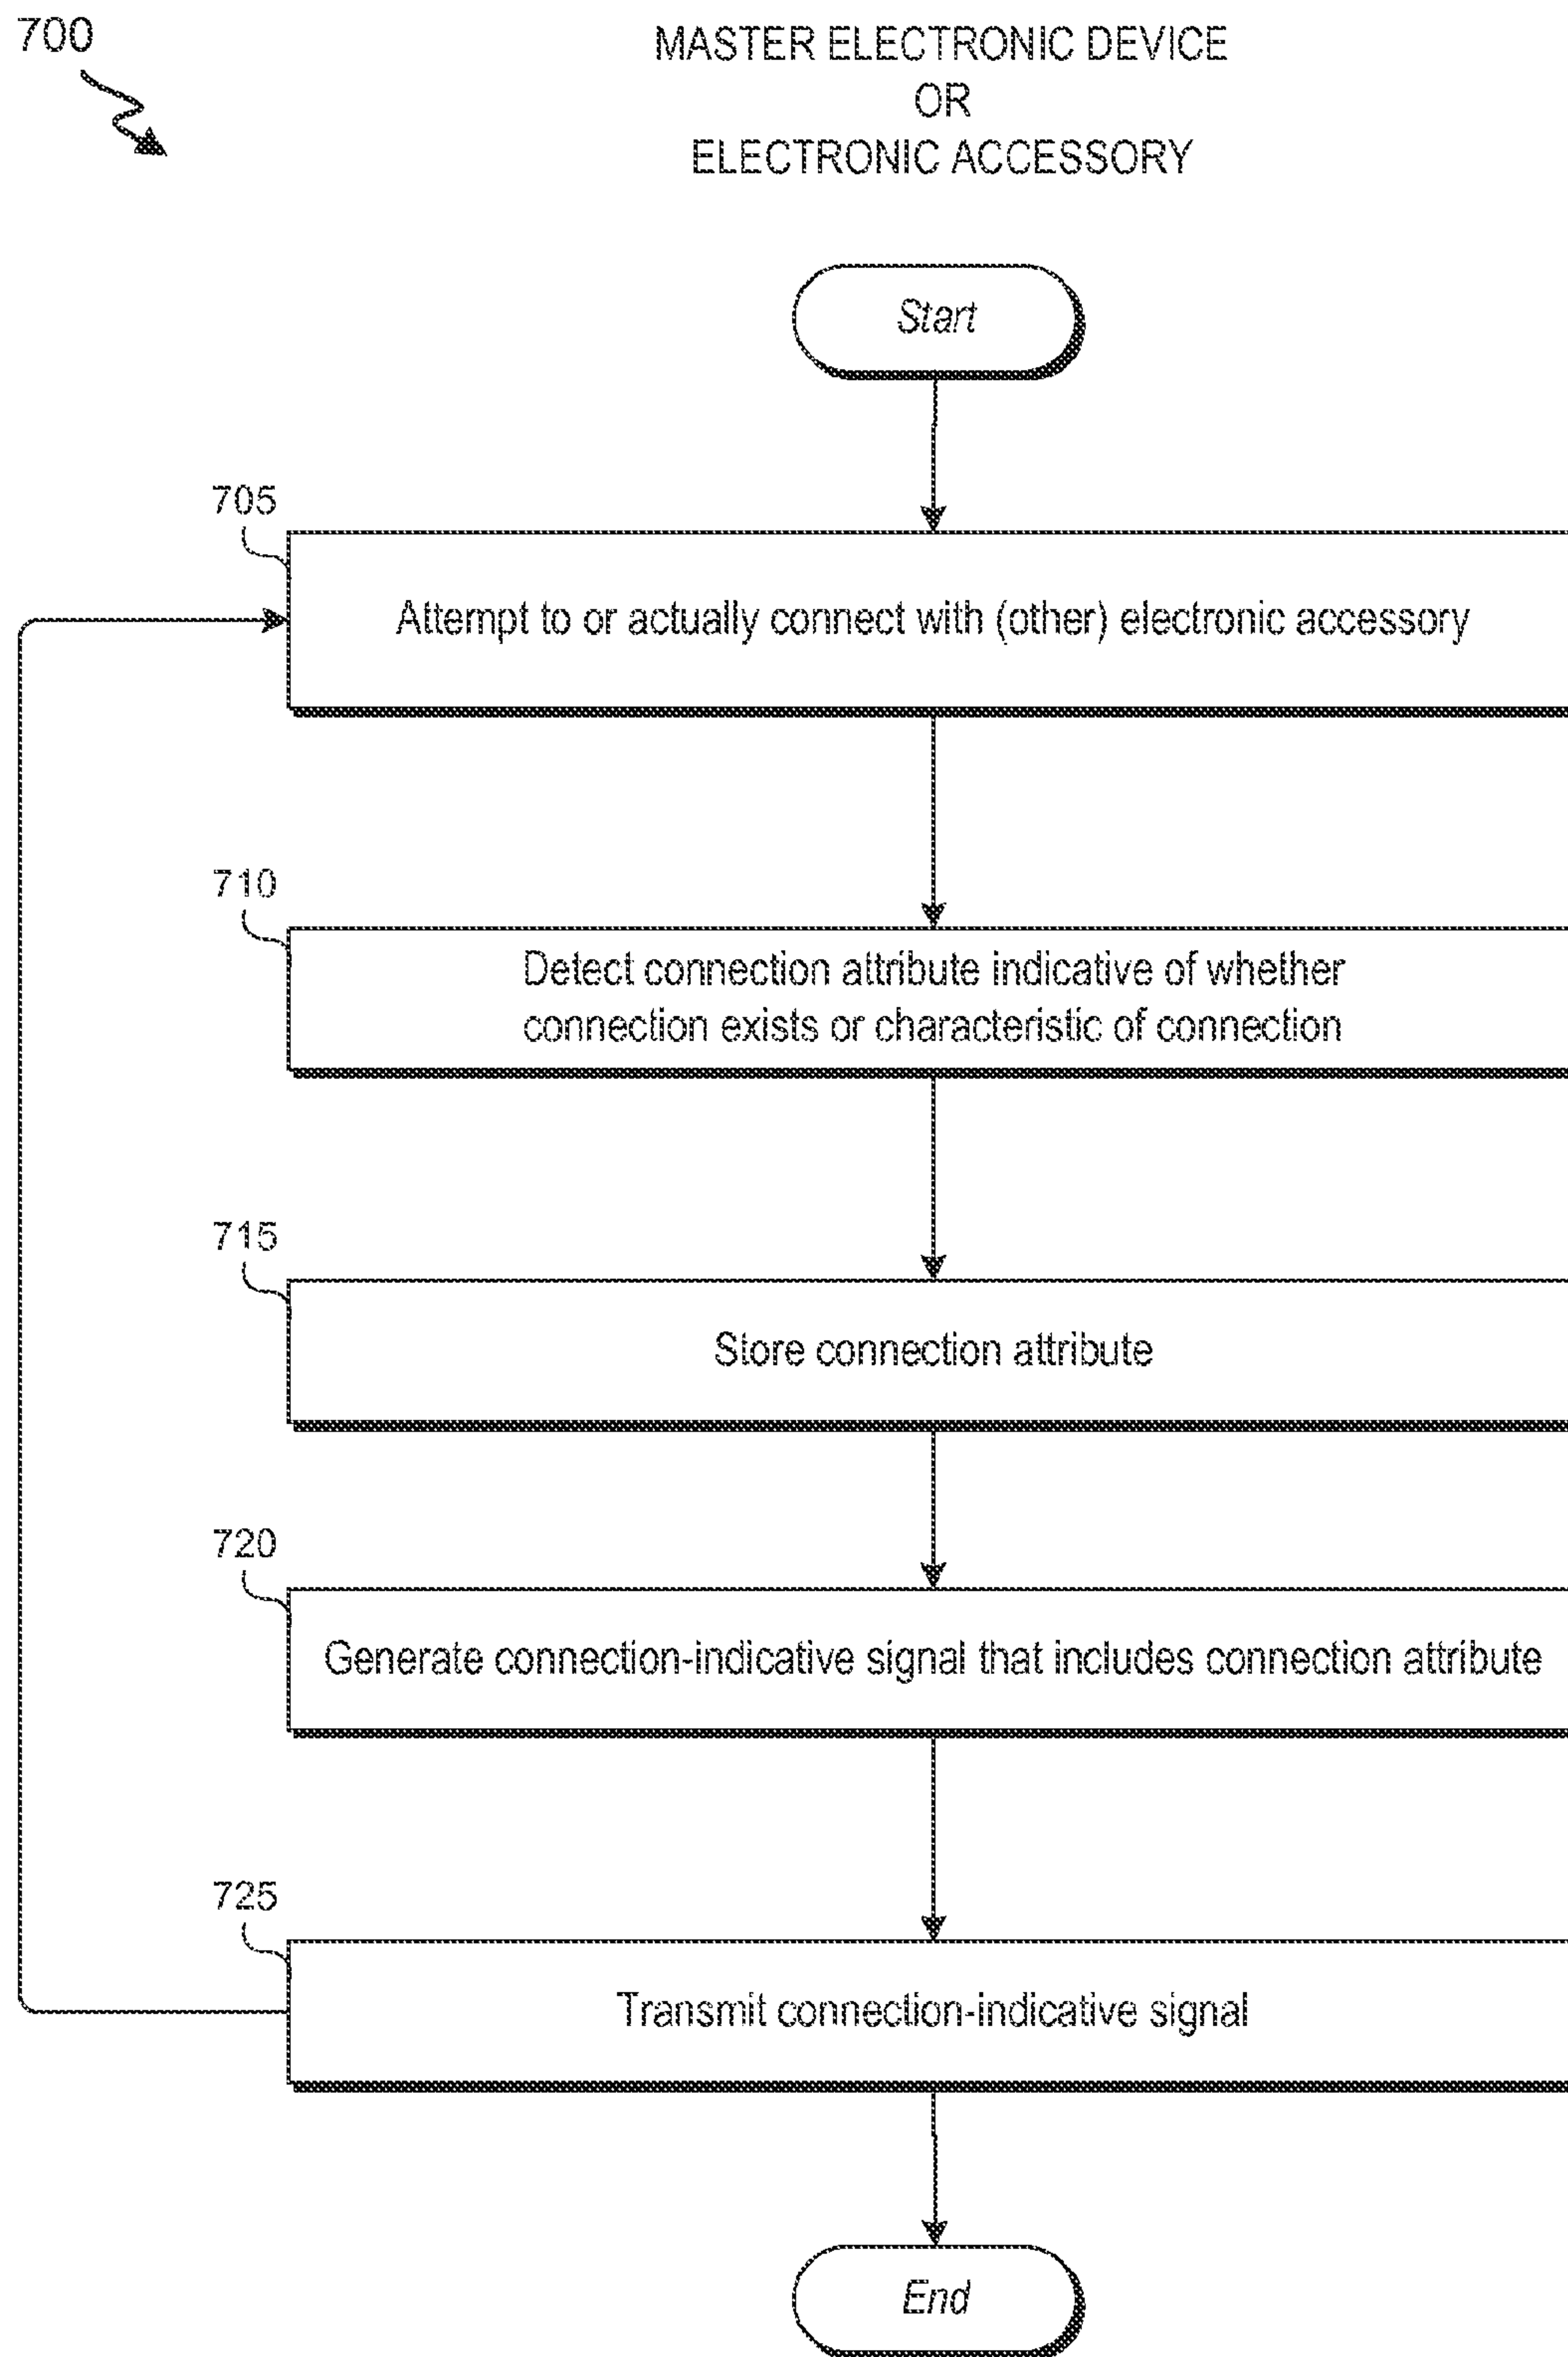 700
MASTER ELECTRONIC DEVICE
OR
ELECTRONIC ACCESSORY
Start
705
Attempt to or actually connect with (other) electronic accessory
710
Detect connection attribute indicative of whether
connection exists or characteristic of connection
715
Store connection attribute
720
Generate connection-indicative signal that includes connection attribute
725
Transmit connection-indicative signal
End